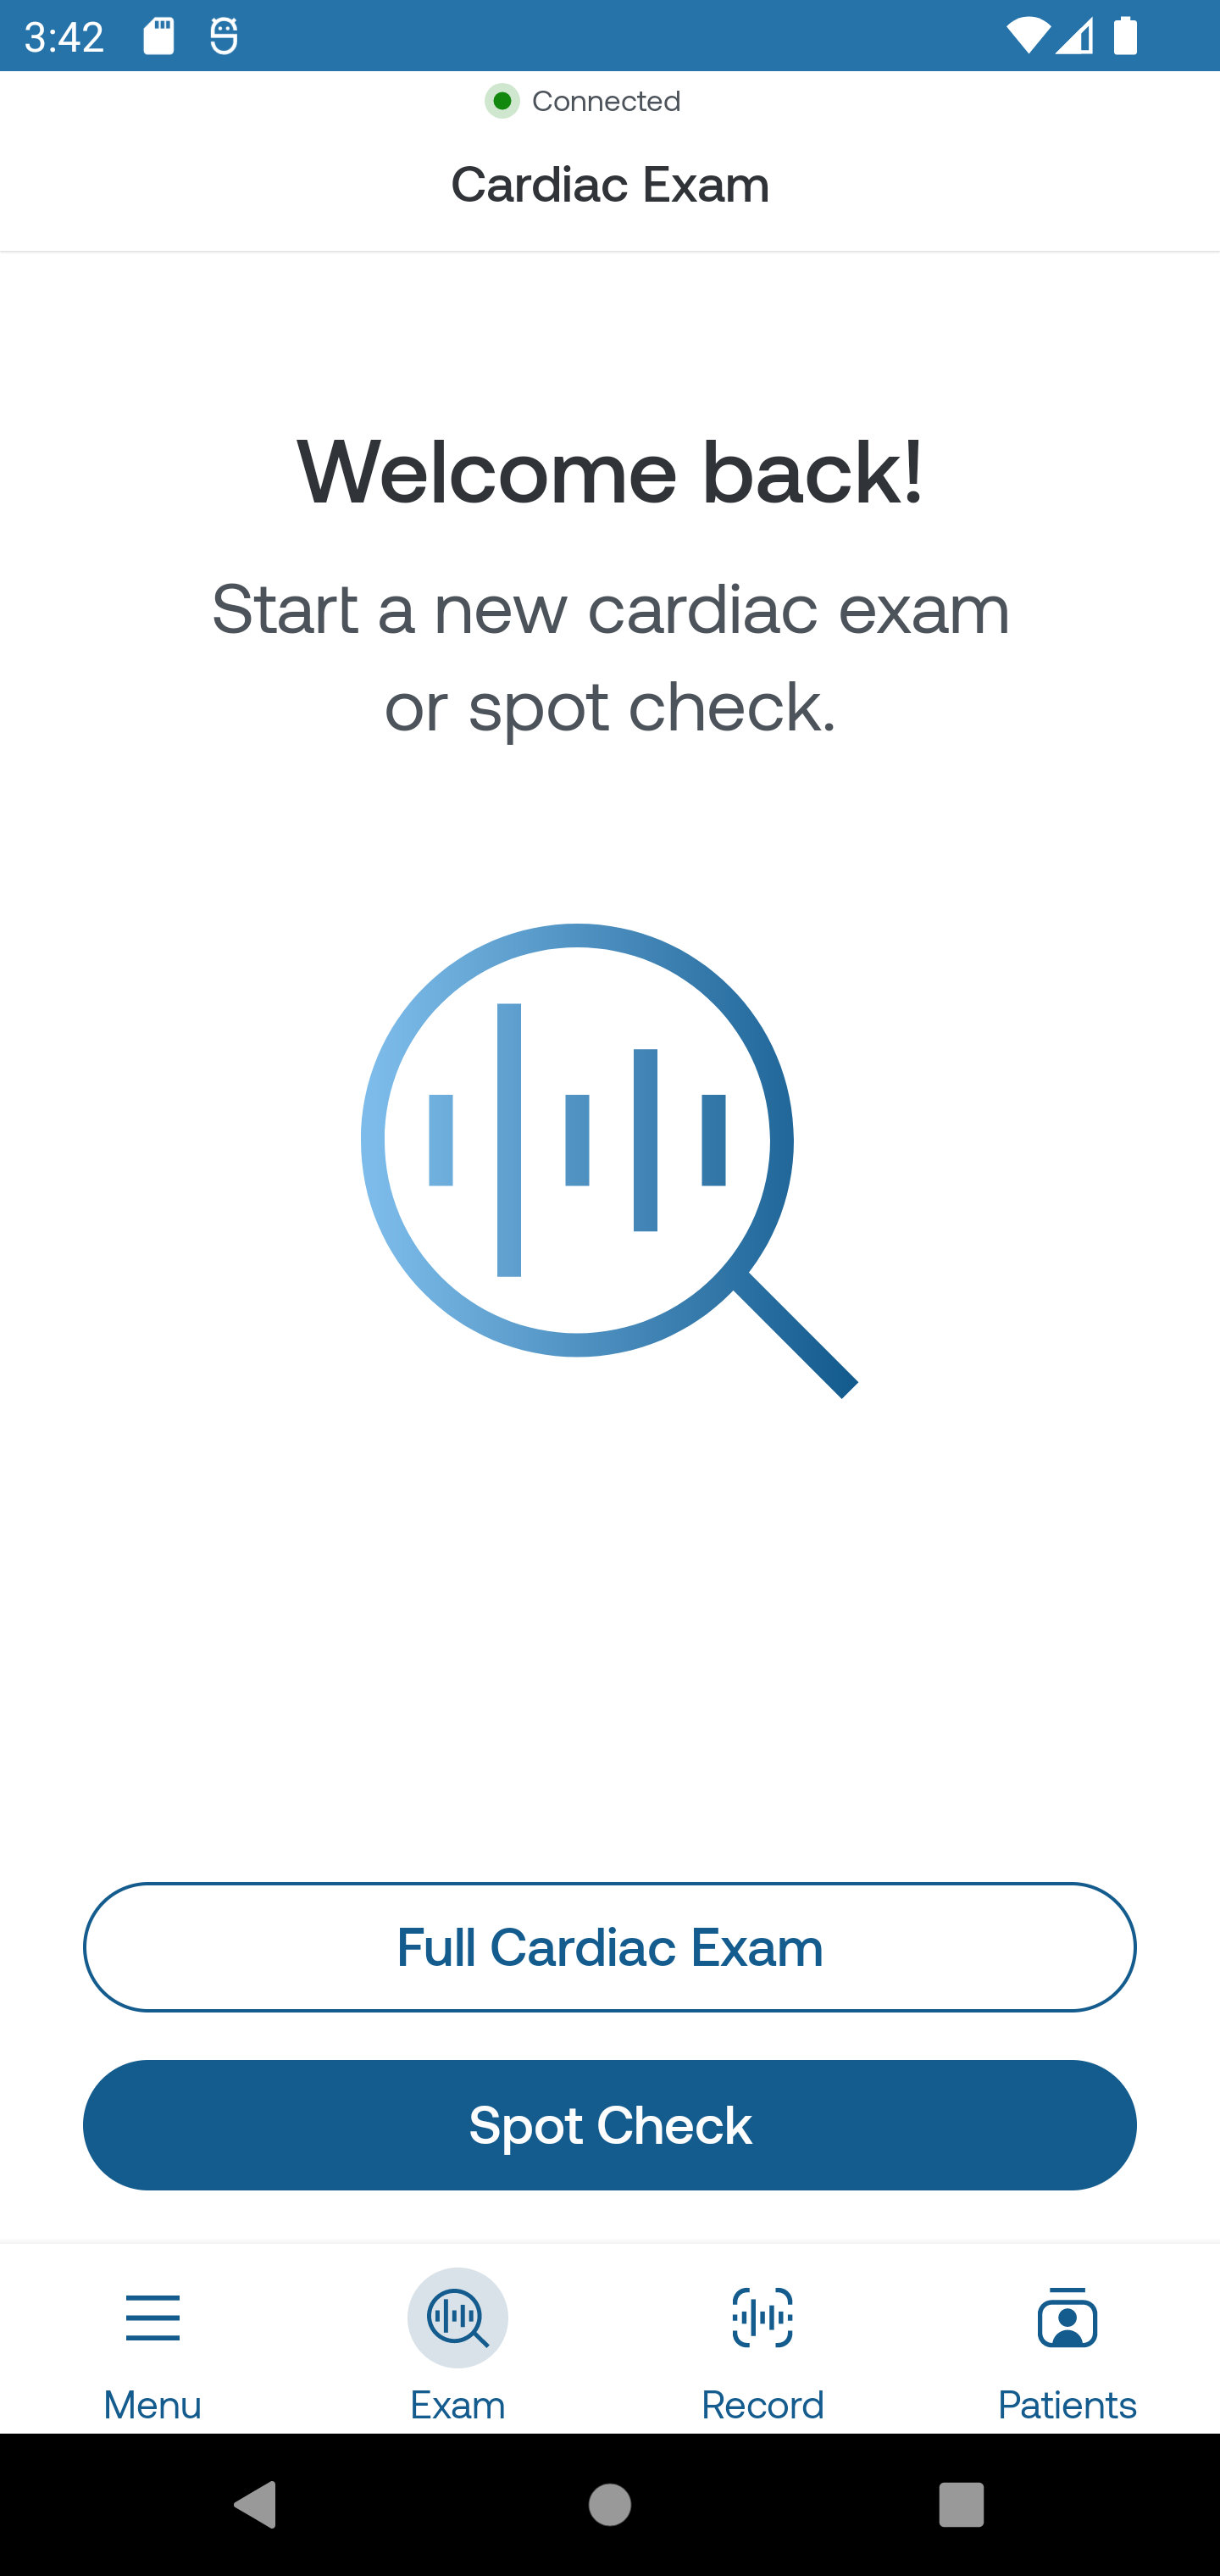 3:42
Connected
Cardiac Exam
Welcome back!
Start a new cardiac exam
or spot check.
Full Cardiac Exam
Spot Check
Menu
Exam
Record
Patients